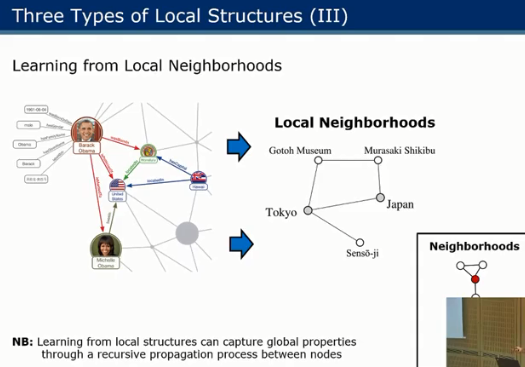 Three Types of Local Structures (III)
Learning from Local Neighborhoods
Barack
Obama
United
States
Michelle
Obama
Local Neighborhoods
Gotoh Museum
Murasaki Shikibu
Tokyo
Japan
Sensô-ji
Neighborhoods
NB: Learning from local structures can capture global properties
through a recursive propagation process between nodes